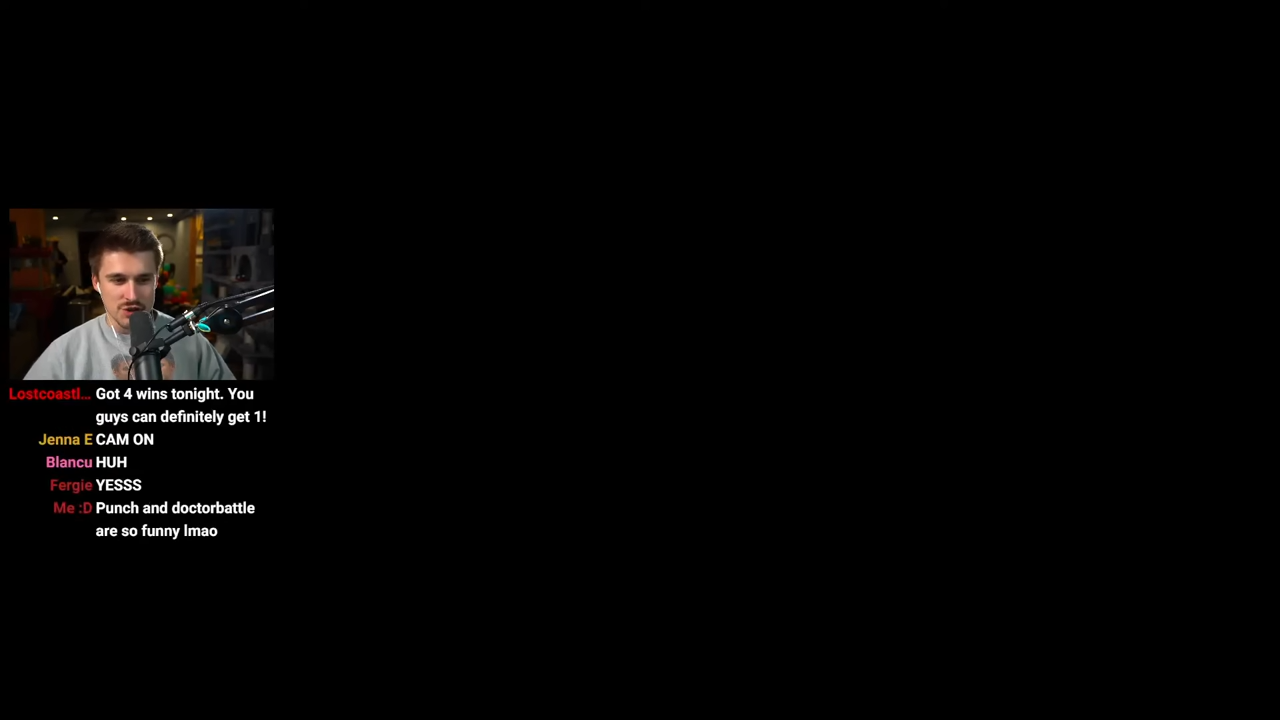 Lostcoastl... Got 4 wins tonight. You
guys can definitely get 1!
Jenna E CAM ON
Blancu HUH
Fergie YESSS
Me :D Punch and doctorbattle
are so funny lmao